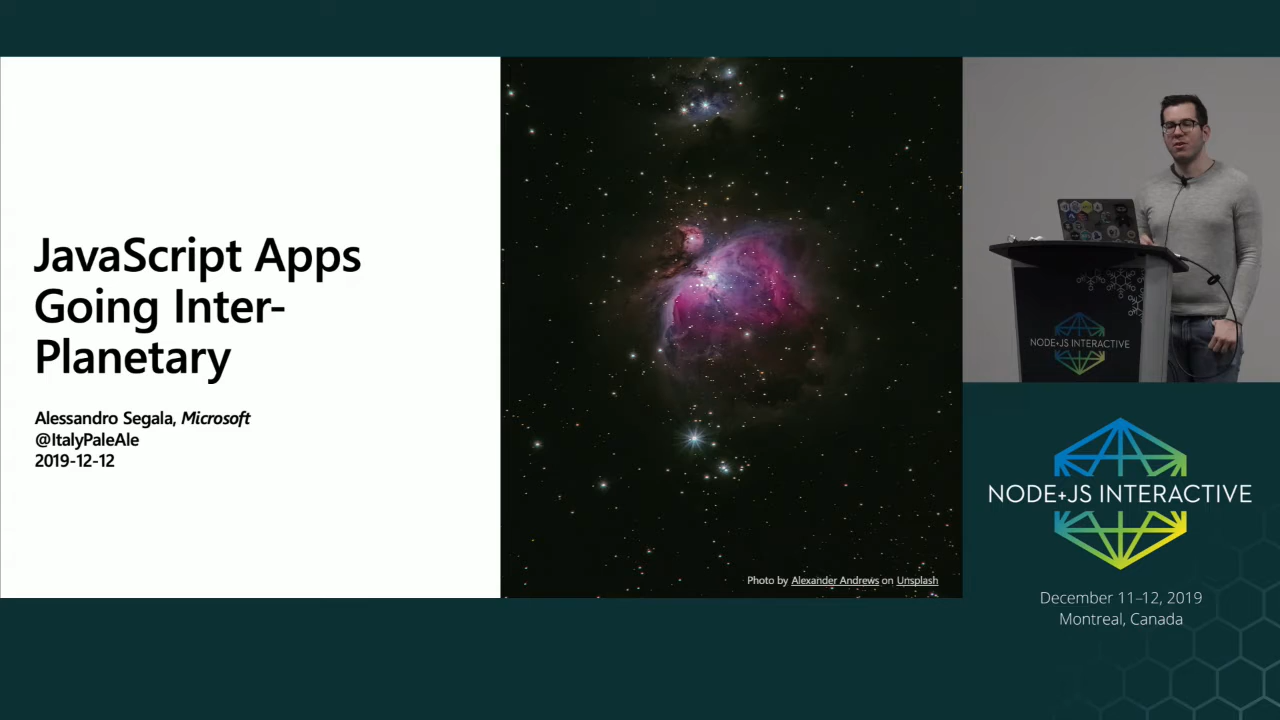 JavaScript Apps
Going Inter-
Planetary
Alessandro Segala, Microsoft
@ItalyPaleAle
2019-12-12
Photo by Alexander Andrews on Unsplash
NODE+JS INTERACTIVE
NODE+JS INTERACTIVE
December 11–12, 2019
Montreal, Canada